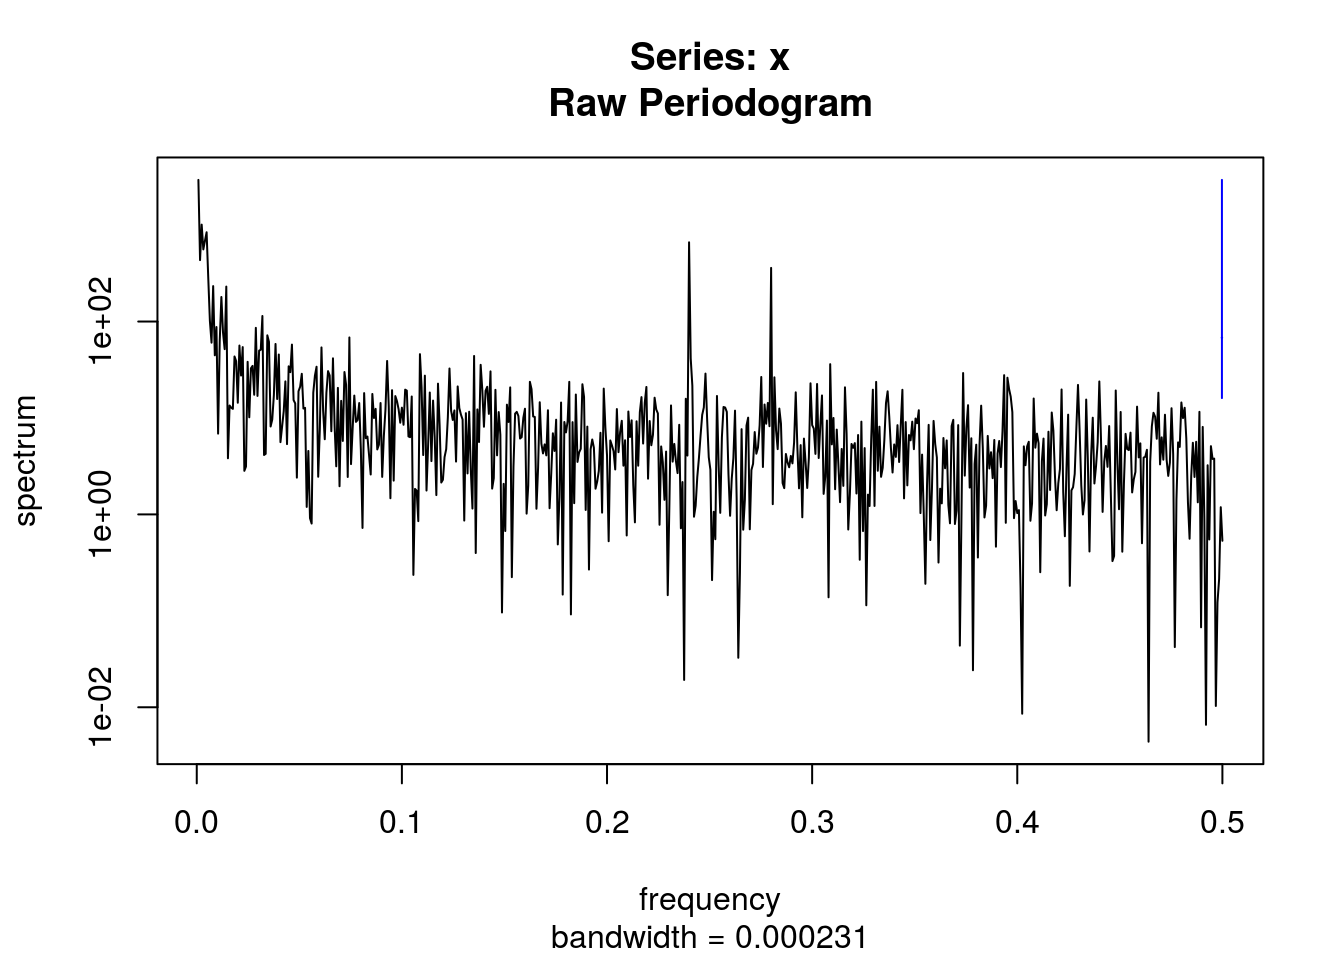 Series: x
Raw Periodogram
spectrum
1e+02
1e+00
1e-02
0.0 0.1 0.2 0.3 0.4 0.5
frequency
bandwidth = 0.000231